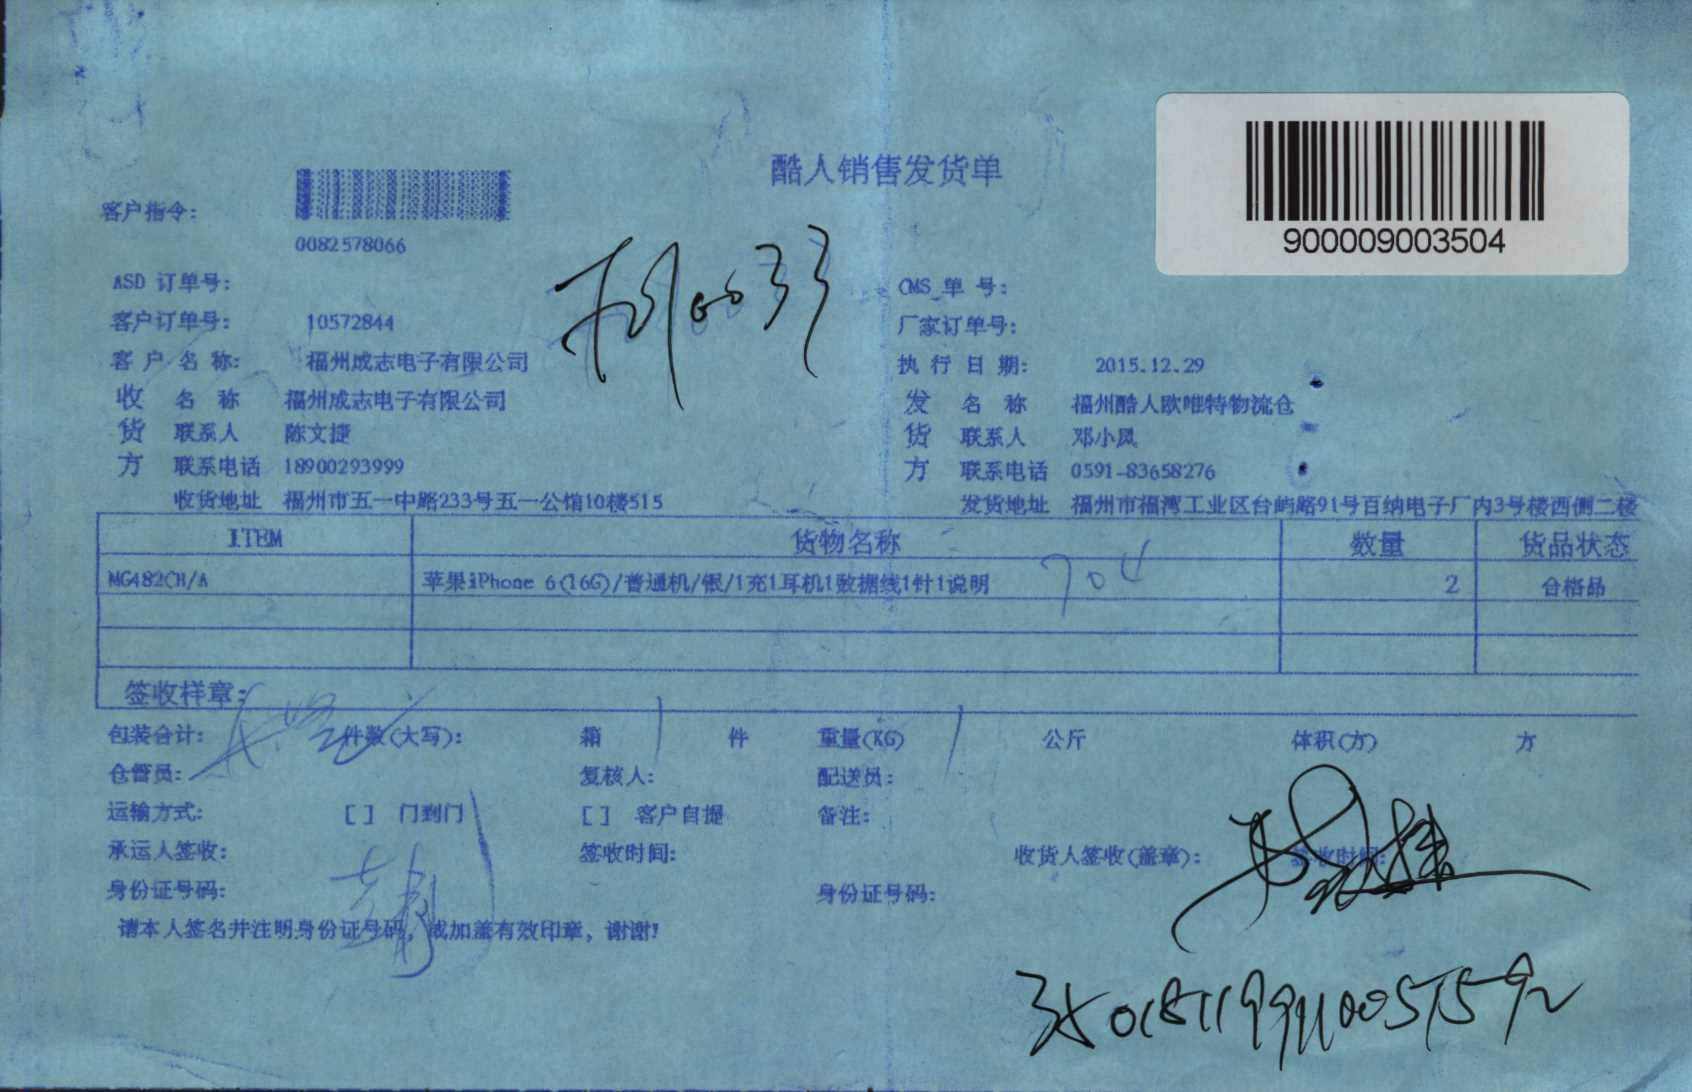 酷人销售发货单
900009003504
客户指令:
0082578066
ASD 订单号:
OMS 单 号:
客户订单号: 10572844
厂家订单号:
客 户 名 称: 福州成志电子有限公司
执 行 日 期: 2015.12.29
收货方 名 称 福州成志电子有限公司
联系人 陈文捷
联系电话 18900293999
收货地址 福州市五一中路233号五一公馆10楼515
发货方 名 称 福州酷人欧唯特物流仓
联系人 邓小凤
联系电话 0591-83658276
发货地址 福州市福湾工业区台屿路91号百纳电子厂内3号楼西侧二楼
ITEM 货物名称 数量 货品状态
MG482CH/A 苹果iPhone 6(16G)/普通机/银/1充1耳机1数据线1针1说明 704 2 合格品
签收样章:
包装合计: 件数(大写): 箱 1 件 重量(KG) 1 公斤 体积(方) 方
仓管员: 复核人: 配送员:
运输方式: [ ] 门到门 [ ] 客户自提 备注:
承运人签收: 签收时间: 收货人签收(盖章): 签收时间:
身份证号码: 身份证号码:
请本人签名并注明身份证号码, 或加盖有效印章, 谢谢!